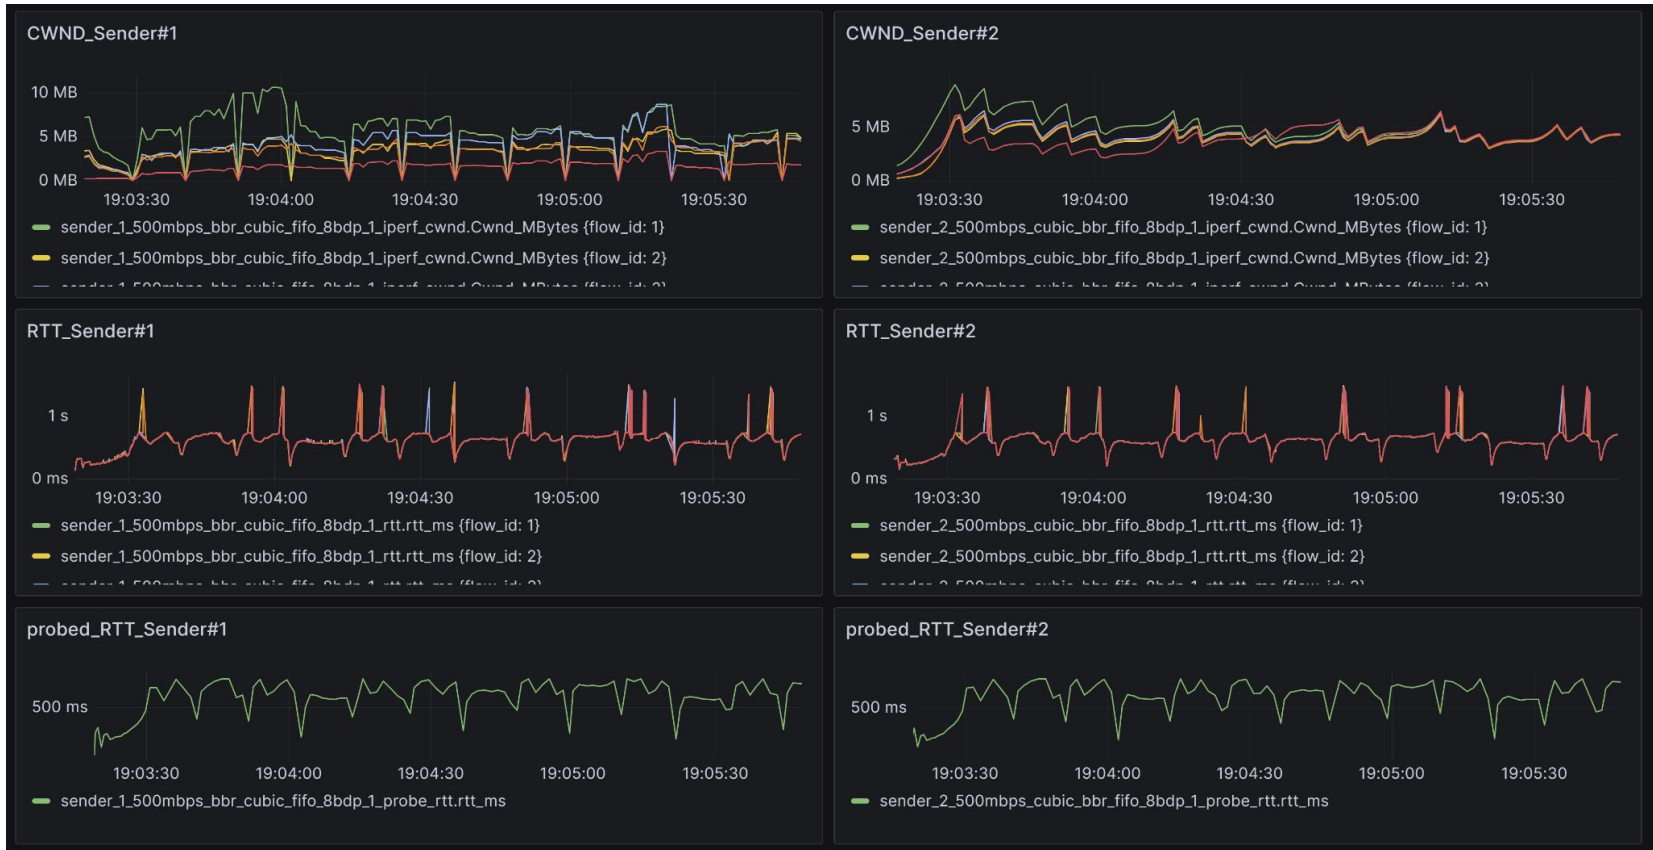 CWND_Sender#1
10 MB
5 MB
0 MB
19:03:30 19:04:00 19:04:30 19:05:00 19:05:30
sender_1_500mbps_bbr_cubic_fifo_8bdp_1_iperf_cwnd.Cwnd_MBytes {flow_id: 1}
sender_1_500mbps_bbr_cubic_fifo_8bdp_1_iperf_cwnd.Cwnd_MBytes {flow_id: 2}
CWND_Sender#2
5 MB
0 MB
19:03:30 19:04:00 19:04:30 19:05:00 19:05:30
sender_2_500mbps_cubic_bbr_fifo_8bdp_1_iperf_cwnd.Cwnd_MBytes {flow_id: 1}
sender_2_500mbps_cubic_bbr_fifo_8bdp_1_iperf_cwnd.Cwnd_MBytes {flow_id: 2}
RTT_Sender#1
1 s
0 ms
19:03:30 19:04:00 19:04:30 19:05:00 19:05:30
sender_1_500mbps_bbr_cubic_fifo_8bdp_1_rtt.rtt_ms {flow_id: 1}
sender_1_500mbps_bbr_cubic_fifo_8bdp_1_rtt.rtt_ms {flow_id: 2}
RTT_Sender#2
1 s
0 ms
19:03:30 19:04:00 19:04:30 19:05:00 19:05:30
sender_2_500mbps_cubic_bbr_fifo_8bdp_1_rtt.rtt_ms {flow_id: 1}
sender_2_500mbps_cubic_bbr_fifo_8bdp_1_rtt.rtt_ms {flow_id: 2}
probed_RTT_Sender#1
500 ms
19:03:30 19:04:00 19:04:30 19:05:00 19:05:30
sender_1_500mbps_bbr_cubic_fifo_8bdp_1_probe_rtt.rtt_ms
probed_RTT_Sender#2
500 ms
19:03:30 19:04:00 19:04:30 19:05:00 19:05:30
sender_2_500mbps_cubic_bbr_fifo_8bdp_1_probe_rtt.rtt_ms